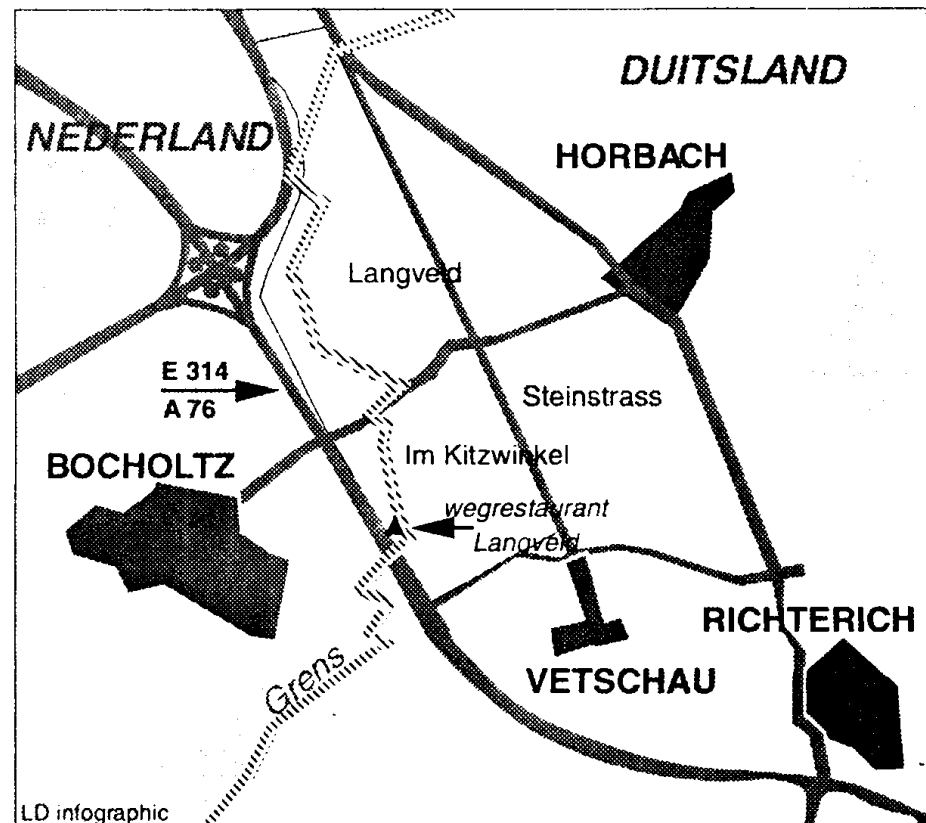 DUITSLAND
NEDERLAND
HORBACH
Langveld
E 314
A 76
Steinstrass
BOCHOLTZ
Im Kitzwinkel
wegrestaurant
Langveld
RICHTERICH
Grens
VETSCHAU
LD infographic